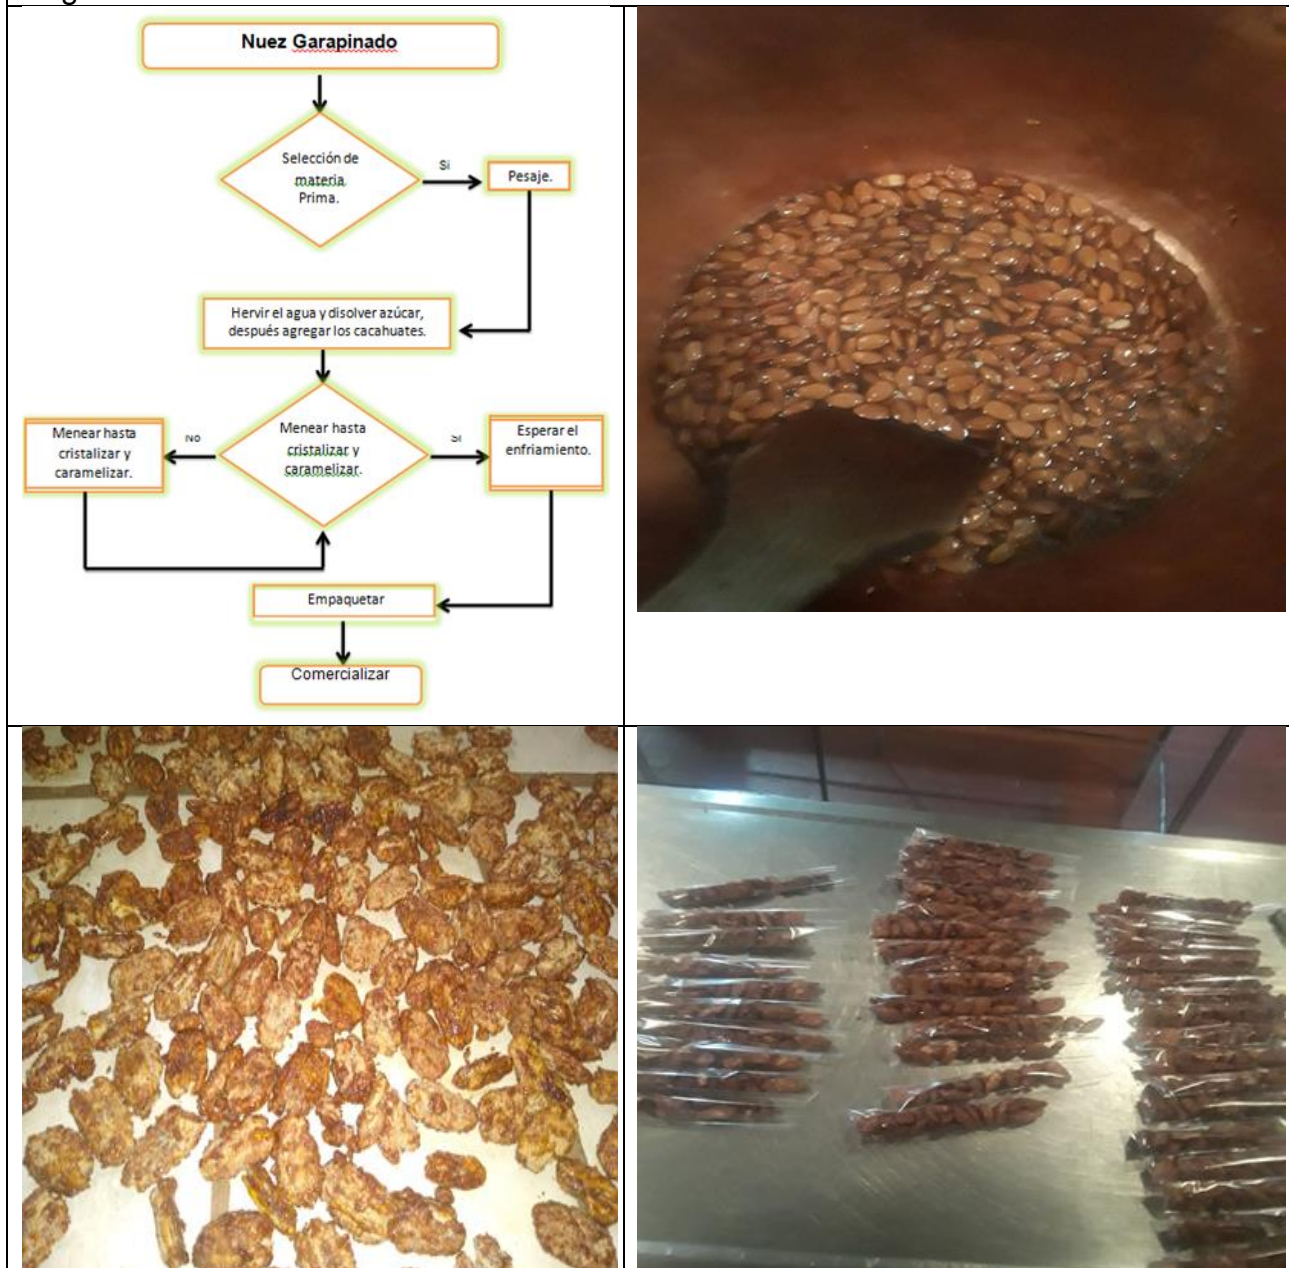 Nuez Garapinado
Selección de
materia
Prima.
Si
Pesaje.
Hervir el agua y disolver azúcar,
después agregar los cacahuates.
Menear hasta
cristalizar y
caramelizar.
No
Menear hasta
cristalizar y
caramelizar.
Si
Esperar el
enfriamiento.
Empaquetar
Comercializar